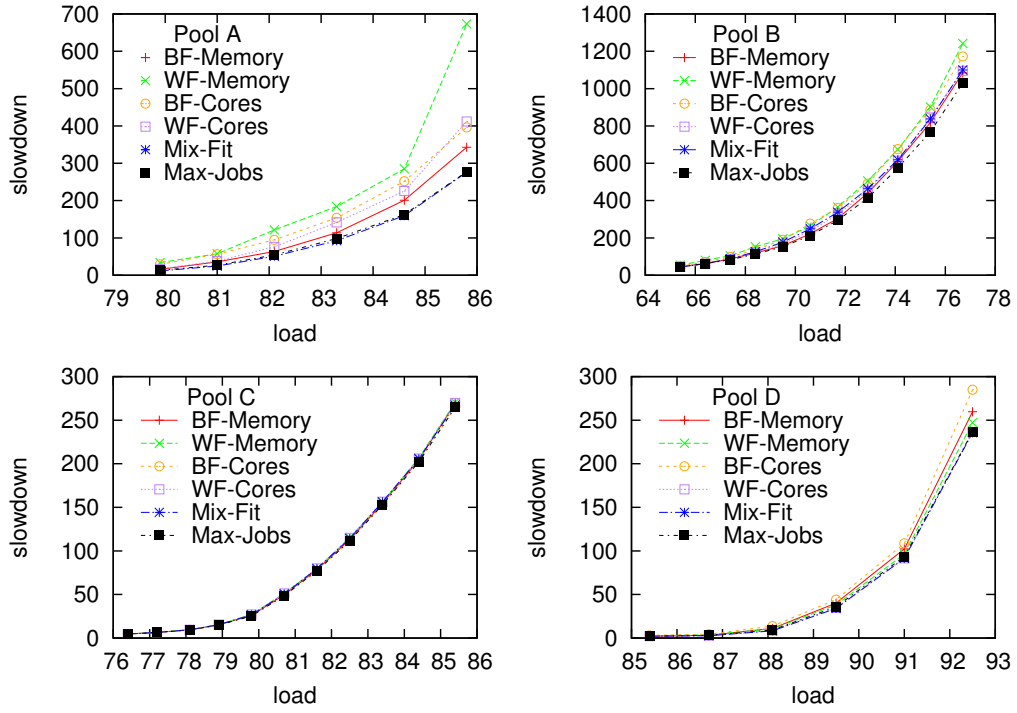 Pool A
BF-Memory
WF-Memory
BF-Cores
WF-Cores
Mix-Fit
Max-Jobs
slowdown
700
600
500
400
300
200
100
0
79 80 81 82 83 84 85 86
load
Pool B
BF-Memory
WF-Memory
BF-Cores
WF-Cores
Mix-Fit
Max-Jobs
slowdown
1400
1200
1000
800
600
400
200
0
64 66 68 70 72 74 76 78
load
Pool C
BF-Memory
WF-Memory
BF-Cores
WF-Cores
Mix-Fit
Max-Jobs
slowdown
300
250
200
150
100
50
0
76 77 78 79 80 81 82 83 84 85 86
load
Pool D
BF-Memory
WF-Memory
BF-Cores
WF-Cores
Mix-Fit
Max-Jobs
slowdown
300
250
200
150
100
50
0
85 86 87 88 89 90 91 92 93
load